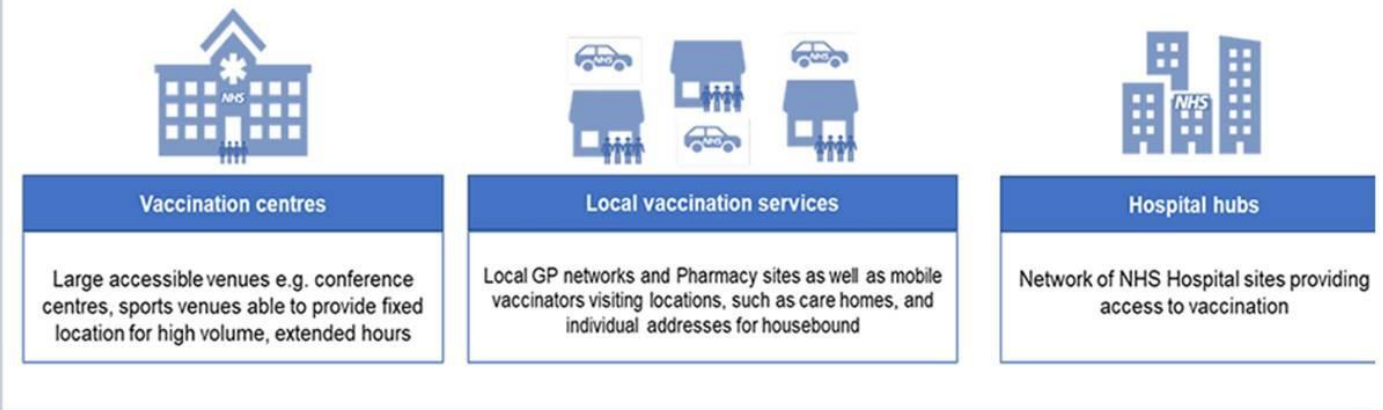 NHS
NHS
NHS
NHS
NHS
Vaccination centres
Local vaccination services
Hospital hubs
Large accessible venues e.g. conference
centres, sports venues able to provide fixed
location for high volume, extended hours
Local GP networks and Pharmacy sites as well as mobile
vaccinators visiting locations, such as care homes, and
individual addresses for housebound
Network of NHS Hospital sites providing
access to vaccination